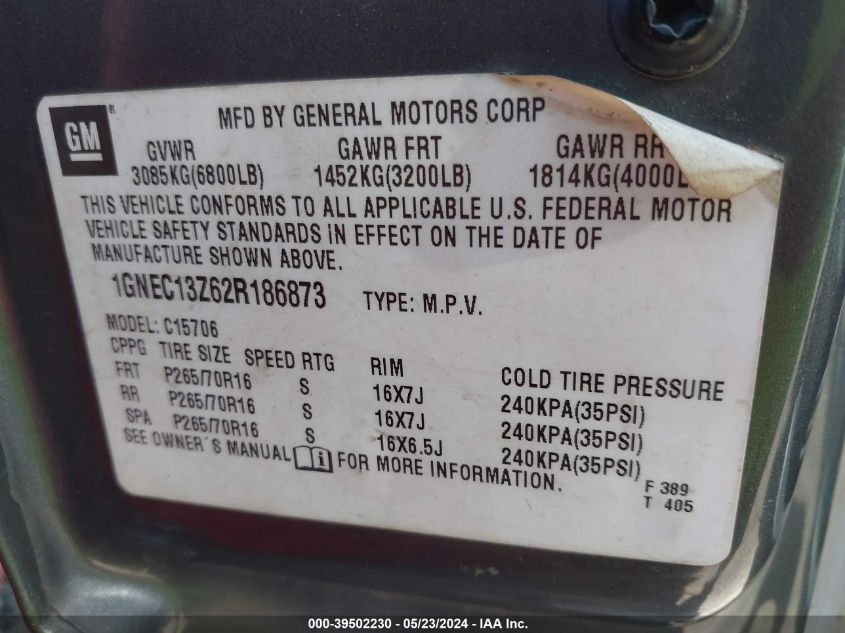 GM®
MFD BY GENERAL MOTORS CORP
GVWR GAWR FRT GAWR RR
3085KG(6800LB) 1452KG(3200LB) 1814KG(4000L
THIS VEHICLE CONFORMS TO ALL APPLICABLE U.S. FEDERAL MOTOR
VEHICLE SAFETY STANDARDS IN EFFECT ON THE DATE OF
MANUFACTURE SHOWN ABOVE.
1GNEC13Z62R186873 TYPE: M.P.V.
MODEL: C15706
CPPG TIRE SIZE SPEED RTG RIM COLD TIRE PRESSURE
FRT P265/70R16 S 16X7J 240KPA(35PSI)
RR P265/70R16 S 16X7J 240KPA(35PSI)
SPA P265/70R16 S 16X6.5J 240KPA(35PSI)
SEE OWNER´S MANUAL i FOR MORE INFORMATION.
F 389
T 405
000-39502230 - 05/23/2024 - IAA Inc.